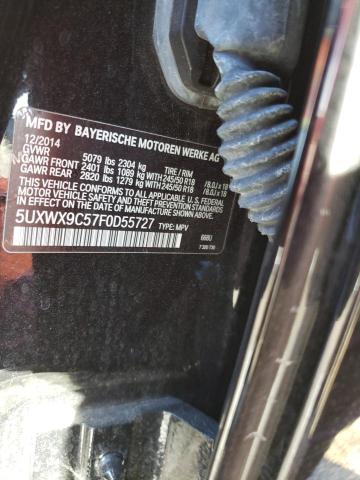 MFD BY BAYERISCHE MOTOREN WERKE AG
12/2014
GVWR 5079 lbs 2304 kg TIRE / RIM
GAWR FRONT 2401 lbs 1089 kg WITH 245/50 R18 / 8.0J x 18
GAWR REAR 2820 lbs 1279 kg WITH 245/50 R18 / 8.0J x 18
THIS VEHICLE CONFORMS TO ALL APPLICABLE
U.S. FEDERAL MOTOR VEHICLE SAFETY
STANDARDS IN EFFECT ON THE DATE OF
MANUFACTURE SHOWN ABOVE.
5UXWX9C57F0D55727 TYPE: MPV